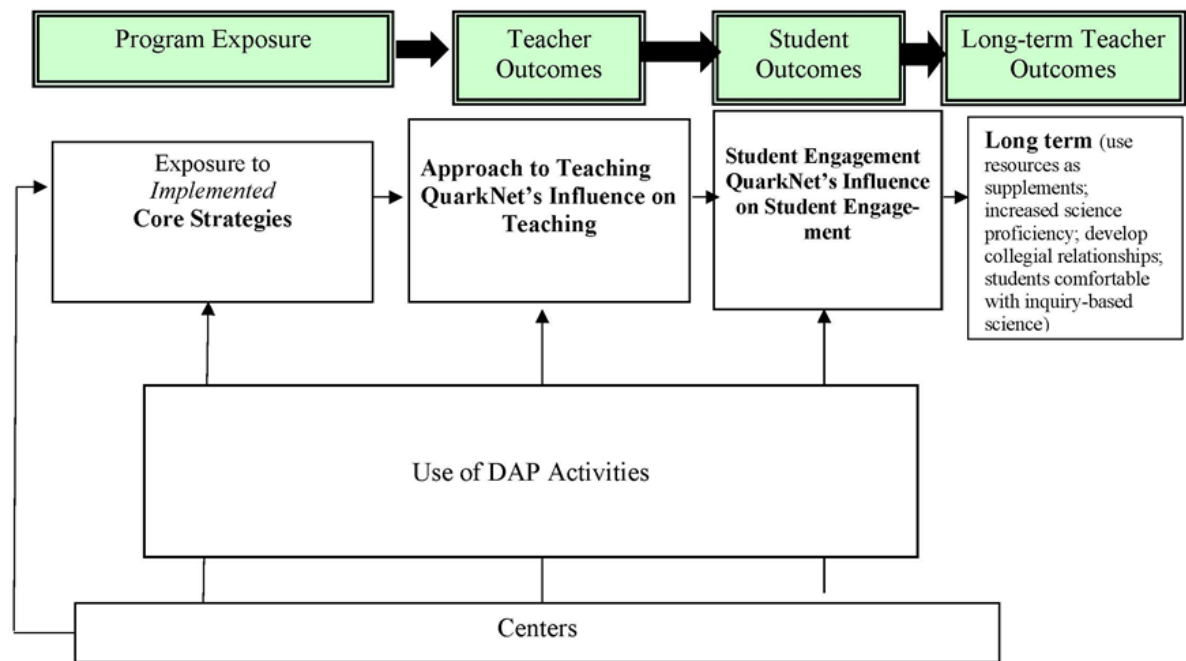 Program Exposure
Teacher
Outcomes
Student
Outcomes
Long-term Teacher
Outcomes
Exposure to
Implemented
Core Strategies
Approach to Teaching
QuarkNet's Influence on
Teaching
Student Engagement
QuarkNet's Influence
on Student Engage-
ment
Long term (use
resources as
supplements;
increased science
proficiency; develop
collegial relationships;
students comfortable
with inquiry-based
science)
Use of DAP Activities
Centers